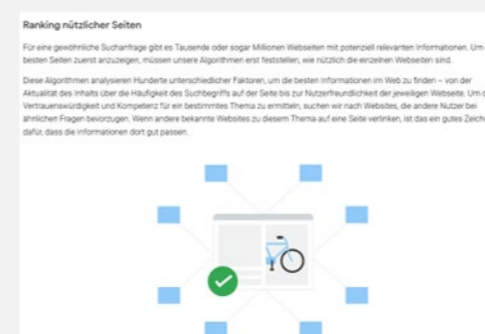 Ranking nützlicher Seiten
Für eine gewöhnliche Suchanfrage gibt es Tausende oder sogar Millionen Webseiten mit potenziell relevanten Informationen. Um
besten Seiten zuerst anzuzeigen, müssen unsere Algorithmen erst feststellen, wie nützlich die einzelnen Webseiten sind.
Diese Algorithmen analysieren Hunderte unterschiedlicher Faktoren, um die besten Informationen im Web zu finden – von der
Aktualität des Inhalts über die Häufigkeit des Suchbegriffs auf der Seite bis zur Nutzerfreundlichkeit der jeweiligen Webseite. Um d
Vertrauenswürdigkeit und Kompetenz für ein bestimmtes Thema zu ermitteln, suchen wir nach Websites, die andere Nutzer bei
ähnlichen Fragen bevorzugen. Wenn andere bekannte Websites zu diesem Thema auf eine Seite verlinken, ist das ein gutes Zeich
dafür, dass die Informationen dort gut passen.